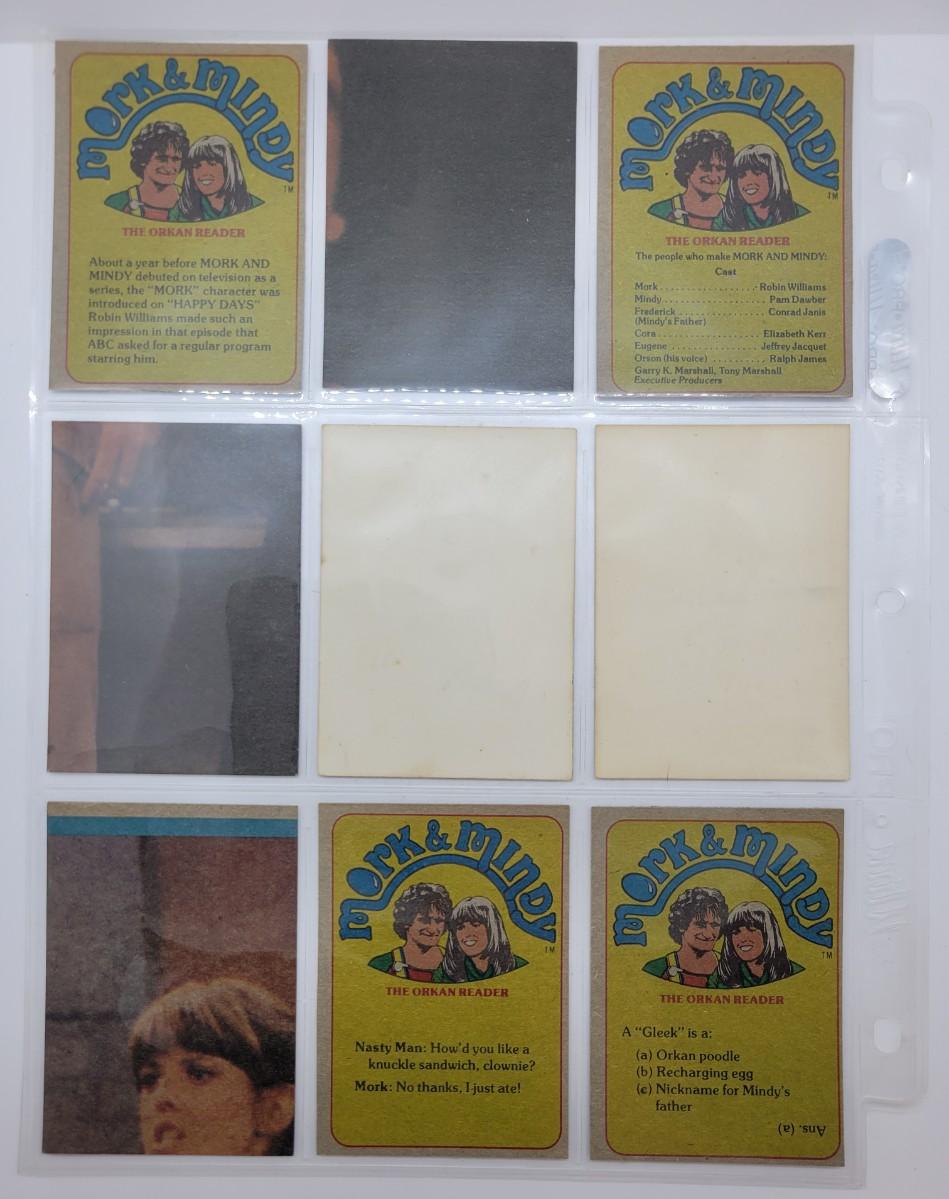 MORK & MINDY
TM
THE ORKAN READER
About a year before MORK AND
MINDY debuted on television as a
series, the "MORK" character was
introduced on "HAPPY DAYS"
Robin Williams made such an
impression in that episode that
ABC asked for a regular program
starring him.
MORK & MINDY
TM
THE ORKAN READER
The people who make MORK AND MINDY:
Cast
Mork . . . . . . . . . . . . . . . . . . Robin Williams
Mindy . . . . . . . . . . . . . . . . . . . Pam Dawber
Frederick . . . . . . . . . . . . . . . . Conrad Janis
(Mindy's Father)
Cora . . . . . . . . . . . . . . . . . . . Elizabeth Kerr
Eugene . . . . . . . . . . . . . . . . . Jeffrey Jacquet
Orson (his voice) . . . . . . . . . . Ralph James
Garry K. Marshall, Tony Marshall
Executive Producers
MORK & MINDY
TM
THE ORKAN READER
Nasty Man: How'd you like a
knuckle sandwich, clownie?
Mork: No thanks, I just ate!
MORK & MINDY
TM
THE ORKAN READER
A "Gleek" is a:
(a) Orkan poodle
(b) Recharging egg
(c) Nickname for Mindy's
father
Ans. (a)